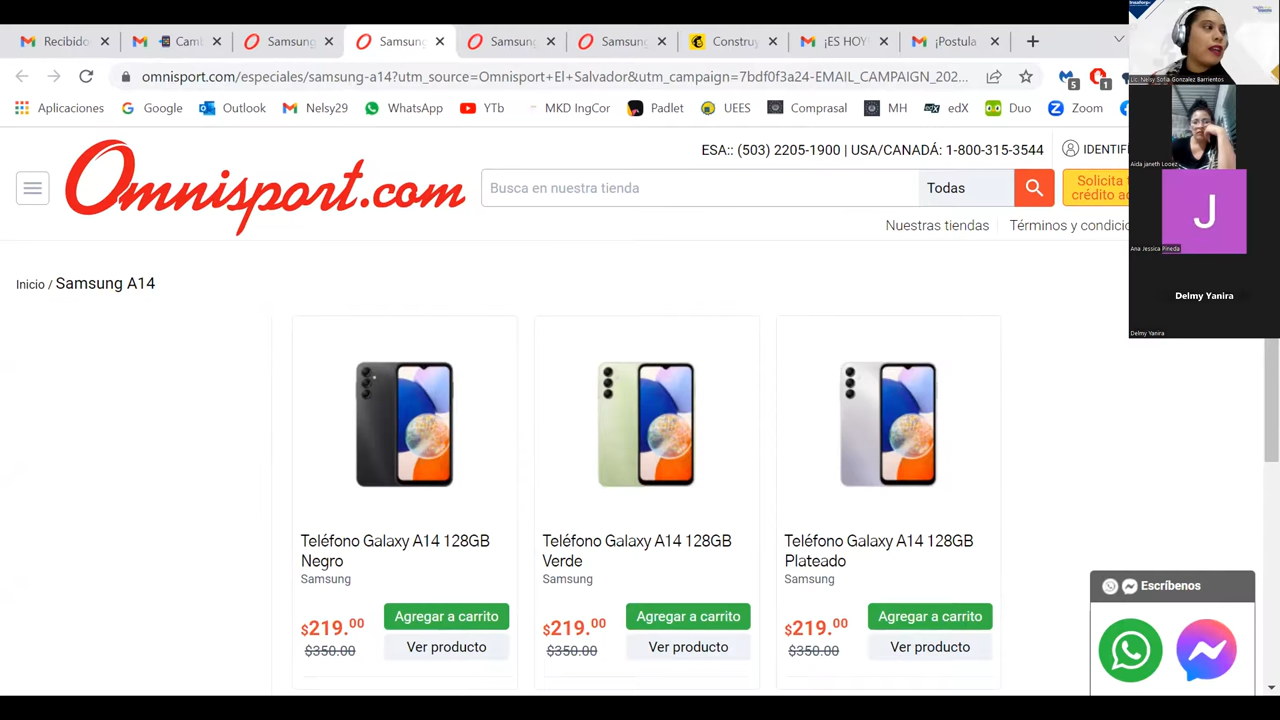 Recibido
Camb
Samsung
Samsung
Samsung
Samsung
Construy
¡ES HOY!
¡Postula
omnisport.com/especiales/samsung-a14?utm_source=Omnisport+El+Salvador&utm_campaign=7bdf0f3a24-EMAIL_CAMPAIGN_202...
5
1
Aplicaciones
Google
Outlook
Nelsy29
WhatsApp
MKDigCor
Padlet
UEES
Comprasal
MH
edX
Duo
Zoom
Lic. Nelsy Sofia Gonzalez Barrientos
Aida janeth Lopez
J
Ana Jessica Pineda
Delmy Yanira
Delmy Yanira
Omnisport.com
ESA:: (503) 2205-1900 | USA/CANADÁ: 1-800-315-3544
IDENTIF
Busca en nuestra tienda
Todas
Solicita t
crédito aq
Nuestras tiendas
Términos y condicio
Inicio / Samsung A14
Teléfono Galaxy A14 128GB
Negro
Samsung
$219.00
$350.00
Agregar a carrito
Ver producto
Teléfono Galaxy A14 128GB
Verde
Samsung
$219.00
$350.00
Agregar a carrito
Ver producto
Teléfono Galaxy A14 128GB
Plateado
Samsung
$219.00
$350.00
Agregar a carrito
Ver producto
Escríbenos